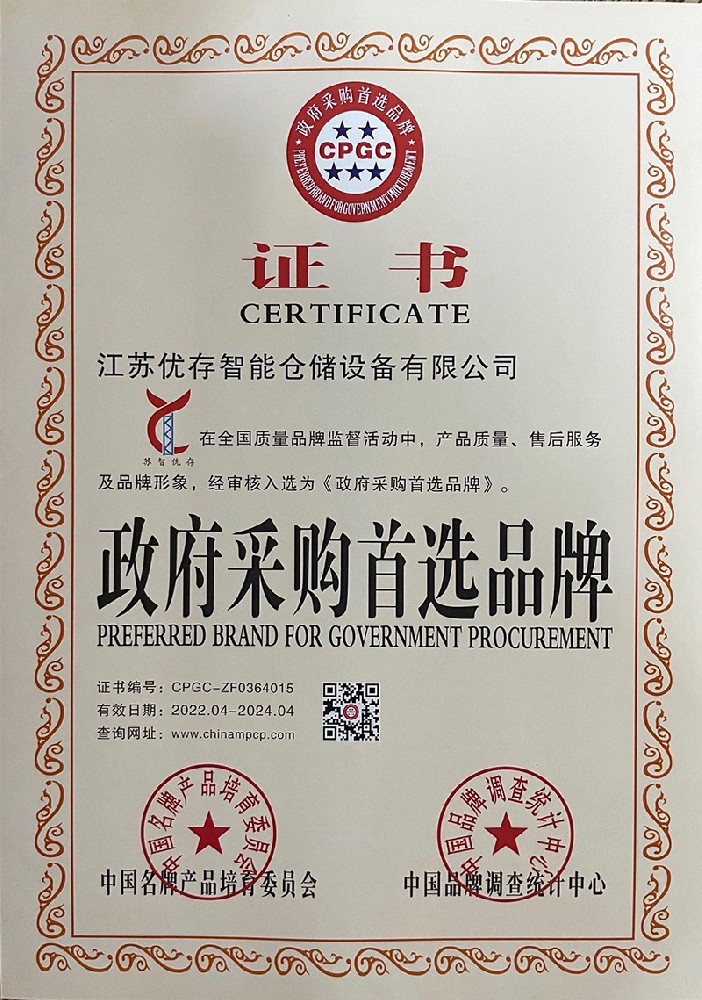 政府采购首选品牌
CPGC
PREFERRED BRAND FOR GOVERNMENT PROCUREMENT
证书
CERTIFICATE
江苏优存智能仓储设备有限公司
苏智优存
在全国质量品牌监督活动中，产品质量、售后服务
及品牌形象，经审核入选为《政府采购首选品牌》。
政府采购首选品牌
PREFERRED BRAND FOR GOVERNMENT PROCUREMENT
证书编号：CPGC-ZF0364015
有效日期：2022.04-2024.04
查询网址：www.chinampcp.com
中国名牌产品培育委员会
中国品牌调查统计中心
中国名牌产品培育委员会
中国品牌调查统计中心